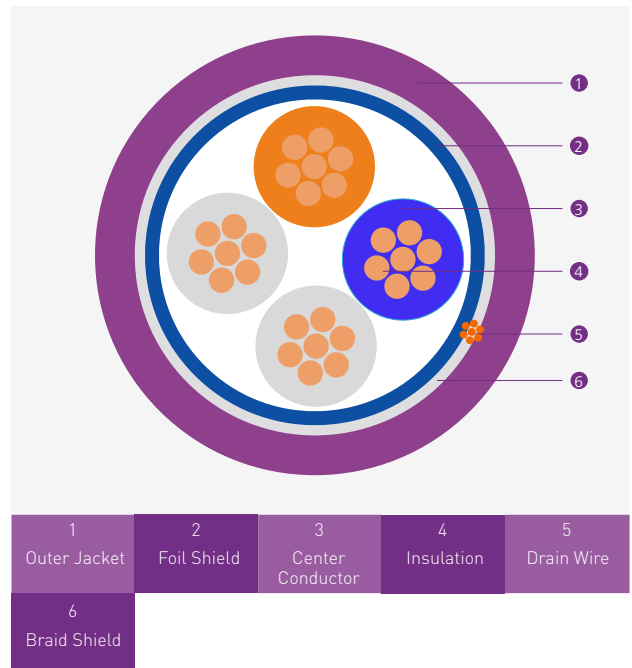 1
2
3
4
5
6
1
Outer Jacket
2
Foil Shield
3
Center
Conductor
4
Insulation
5
Drain Wire
6
Braid Shield